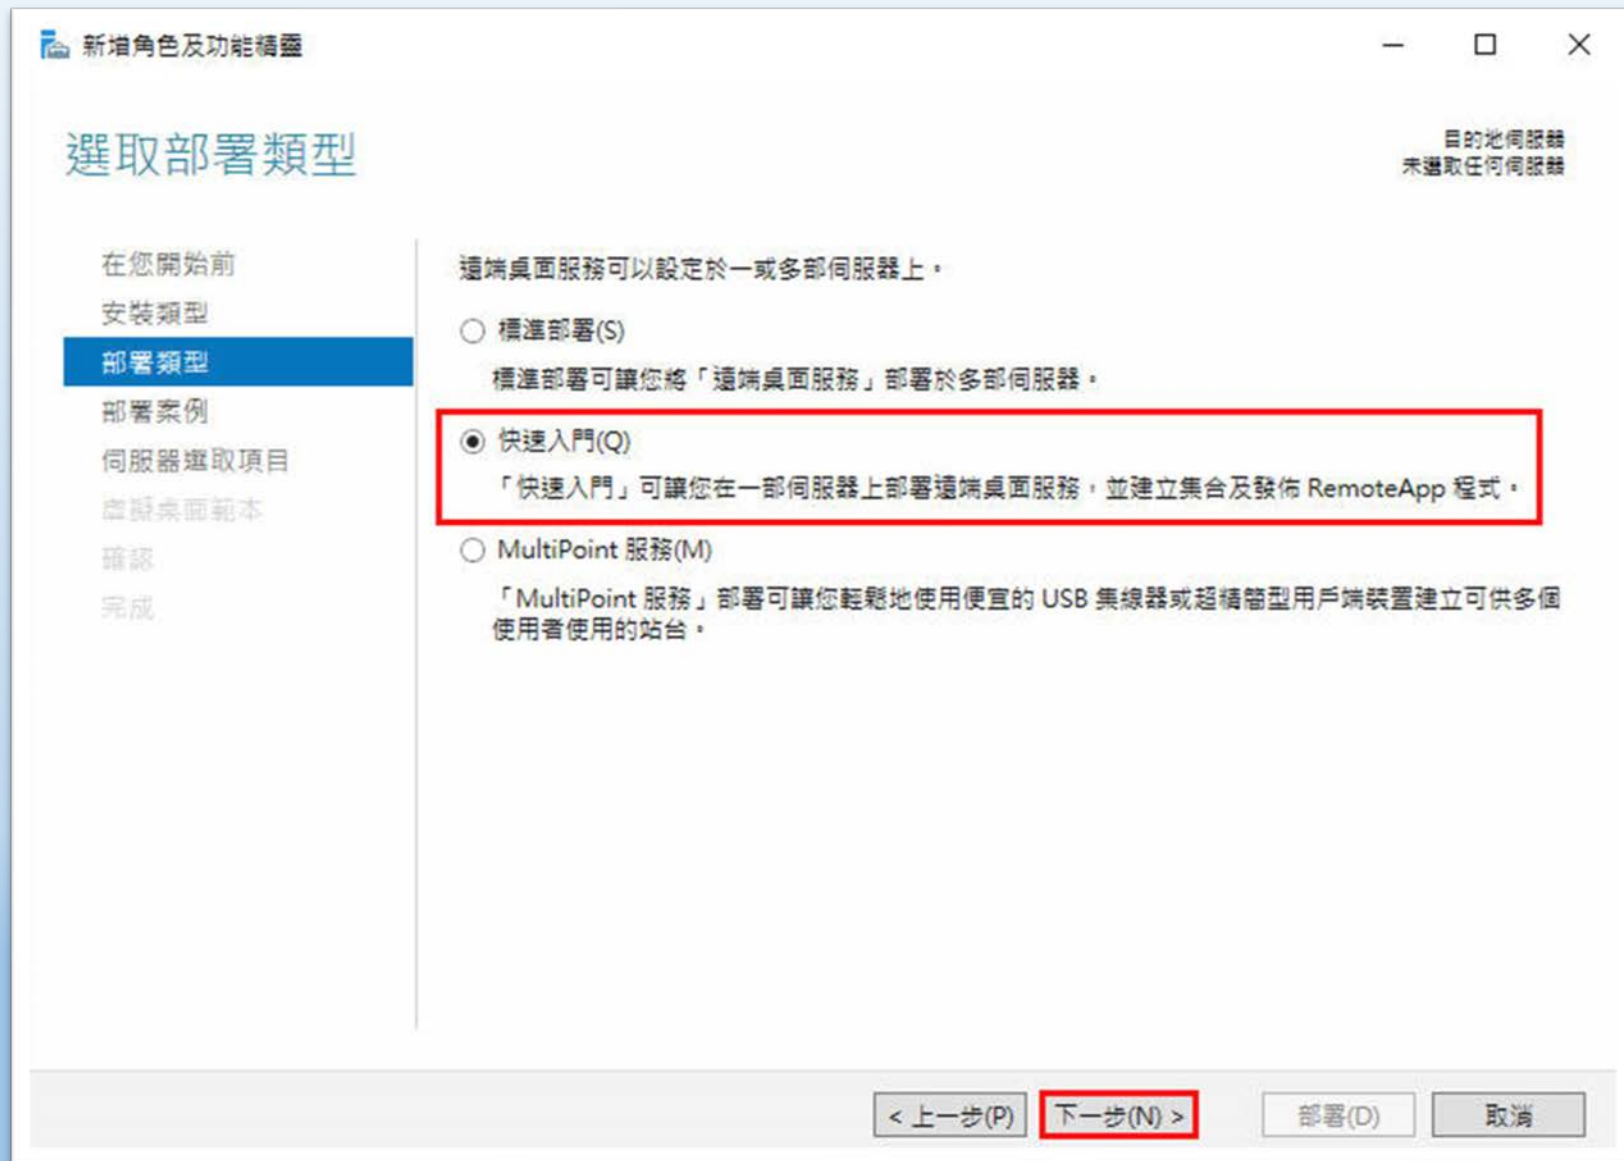 新增角色及功能精靈
選取部署類型
目的地伺服器
未選取任何伺服器
在您開始前
安裝類型
部署類型
部署案例
伺服器選取項目
虛擬桌面範本
確認
完成
遠端桌面服務可以設定於一或多部伺服器上。
標準部署(S)
標準部署可讓您將「遠端桌面服務」部署於多部伺服器。
快速入門(Q)
「快速入門」可讓您在一部伺服器上部署遠端桌面服務，並建立集合及發佈 RemoteApp 程式。
MultiPoint 服務(M)
「MultiPoint 服務」部署可讓您輕鬆地使用便宜的 USB 集線器或超精簡型用戶端裝置建立可供多個
使用者使用的站台。
< 上一步(P)
下一步(N) >
部署(D)
取消